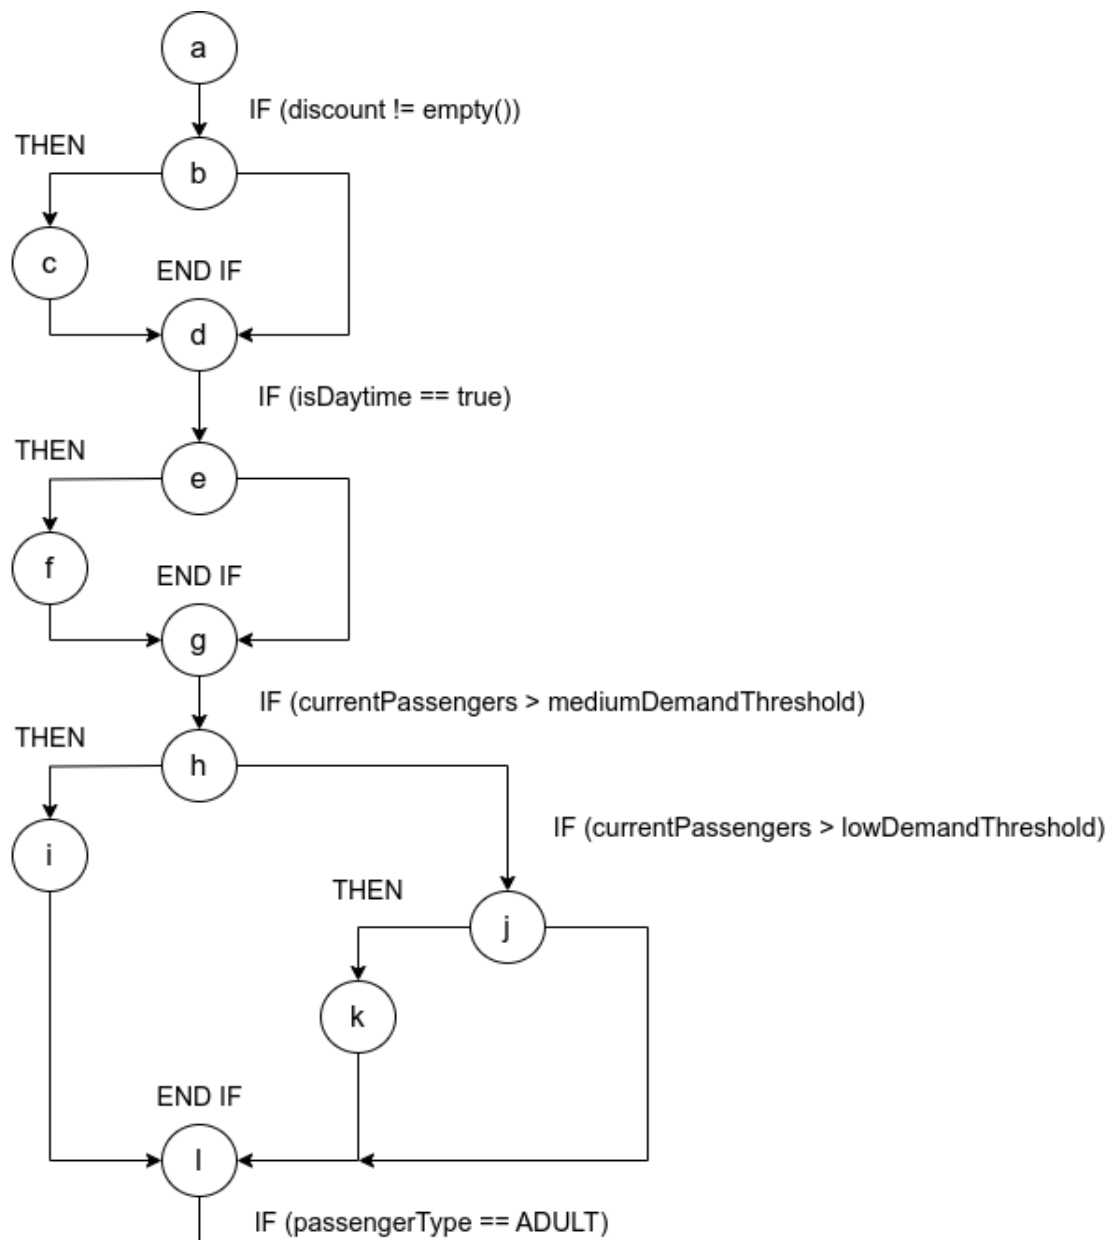 a
IF (discount != empty())
THEN
b
c
END IF
d
IF (isDaytime == true)
THEN
e
f
END IF
g
IF (currentPassengers > mediumDemandThreshold)
THEN
h
i
IF (currentPassengers > lowDemandThreshold)
THEN
j
k
END IF
l
IF (passengerType == ADULT)